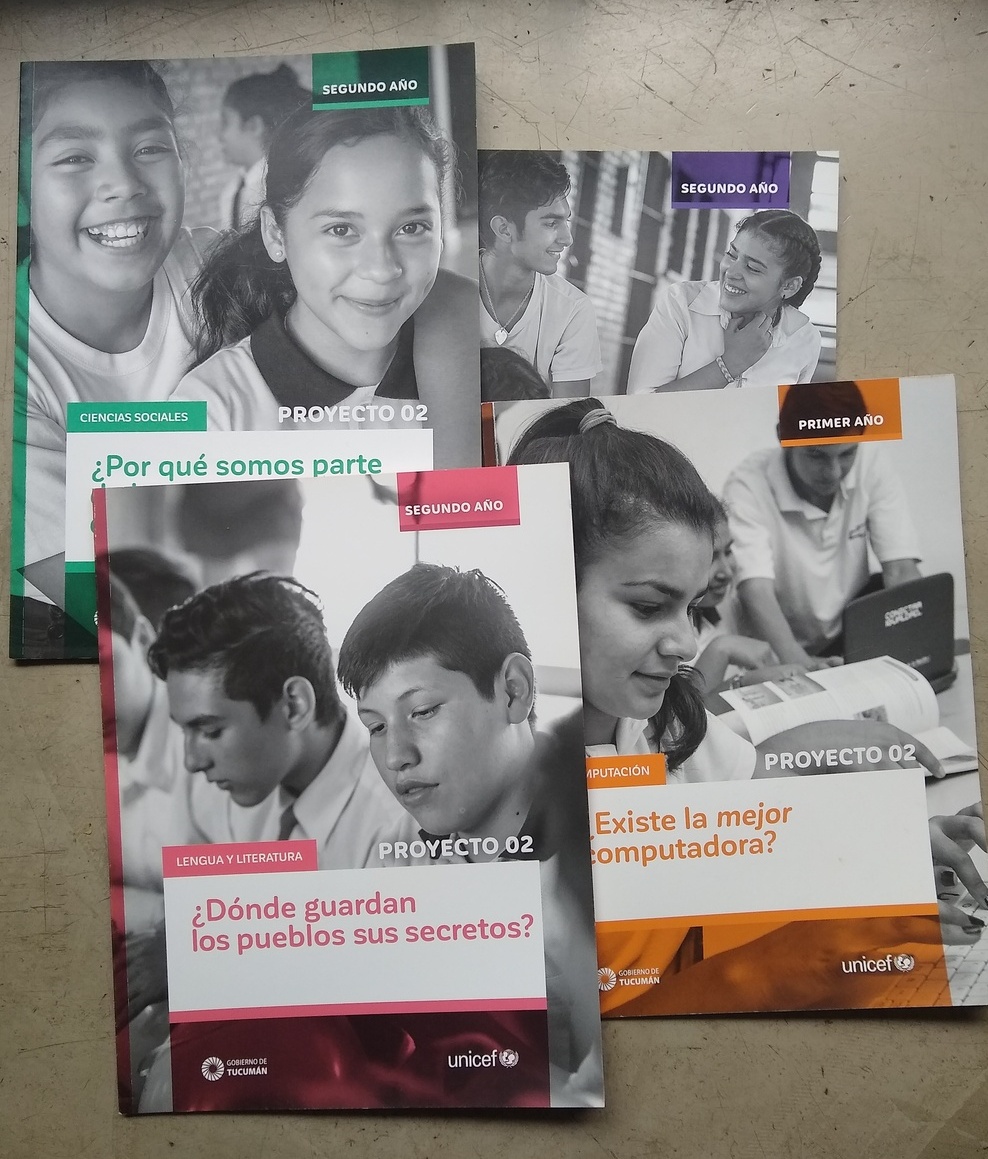 SEGUNDO AÑO
CIENCIAS SOCIALES
PROYECTO 02
¿Por qué somos parte
SEGUNDO AÑO
PRIMER AÑO
CONECTAR
IGUALDAD
PROYECTO 02
MPUTACIÓN
¿Existe la mejor
computadora?
GOBIERNO DE
TUCUMÁN
unicef
SEGUNDO AÑO
LENGUA Y LITERATURA
PROYECTO 02
¿Dónde guardan
los pueblos sus secretos?
GOBIERNO DE
TUCUMÁN
unicef